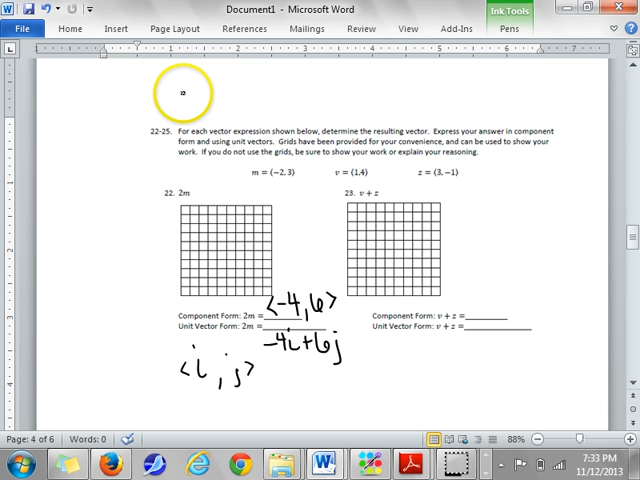 Document1 - Microsoft Word
Ink Tools
File Home Insert Page Layout References Mailings Review View Pens
22-25. For each vector expression shown below, determine the resulting vector. Express your answer in component
form and using unit vectors. Grids have been provided for your convenience, and can be used to show your
work. If you do not use the grids, be sure to show your work or explain your reasoning.
m = (−2, 3) v = (1,4) z = (3, −1)
22. 2m 23. v + z
<-4, 6>
Component Form: 2m = Component Form: v + z =
Unit Vector Form: 2m = Unit Vector Form: v + z =
-4i + 6j
<i, j>
Page: 4 of 6 Words: 0 88%
7:33 PM
11/12/2013